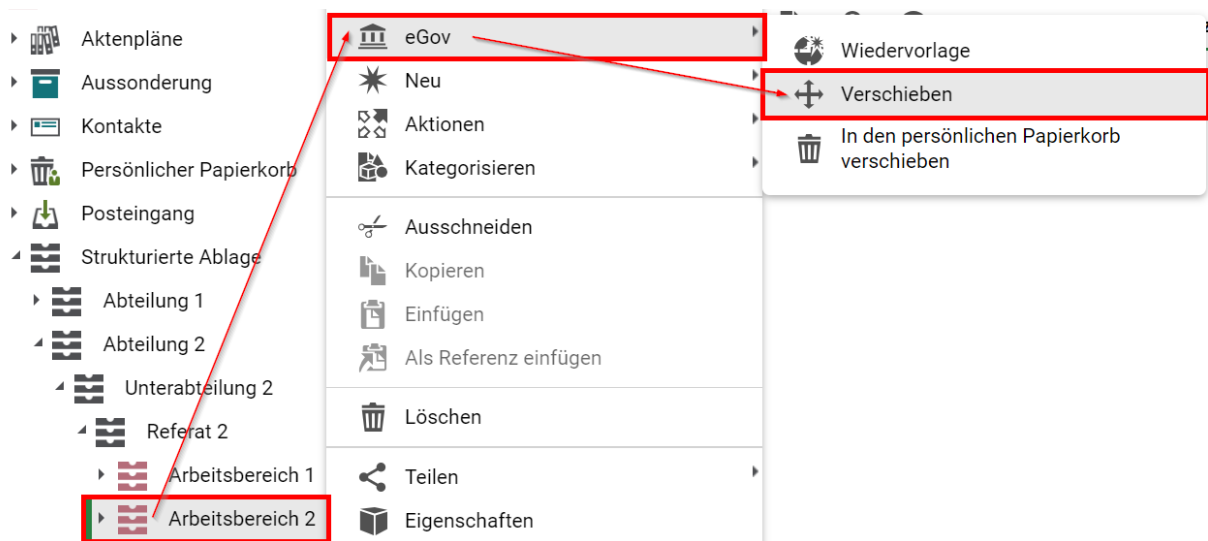 Aktenpläne
Aussonderung
Kontakte
Persönlicher Papierkorb
Posteingang
Strukturierte Ablage
Abteilung 1
Abteilung 2
Unterabteilung 2
Referat 2
Arbeitsbereich 1
Arbeitsbereich 2
eGov
Neu
Aktionen
Kategorisieren
Ausschneiden
Kopieren
Einfügen
Als Referenz einfügen
Löschen
Teilen
Eigenschaften
Wiedervorlage
Verschieben
In den persönlichen Papierkorb
verschieben